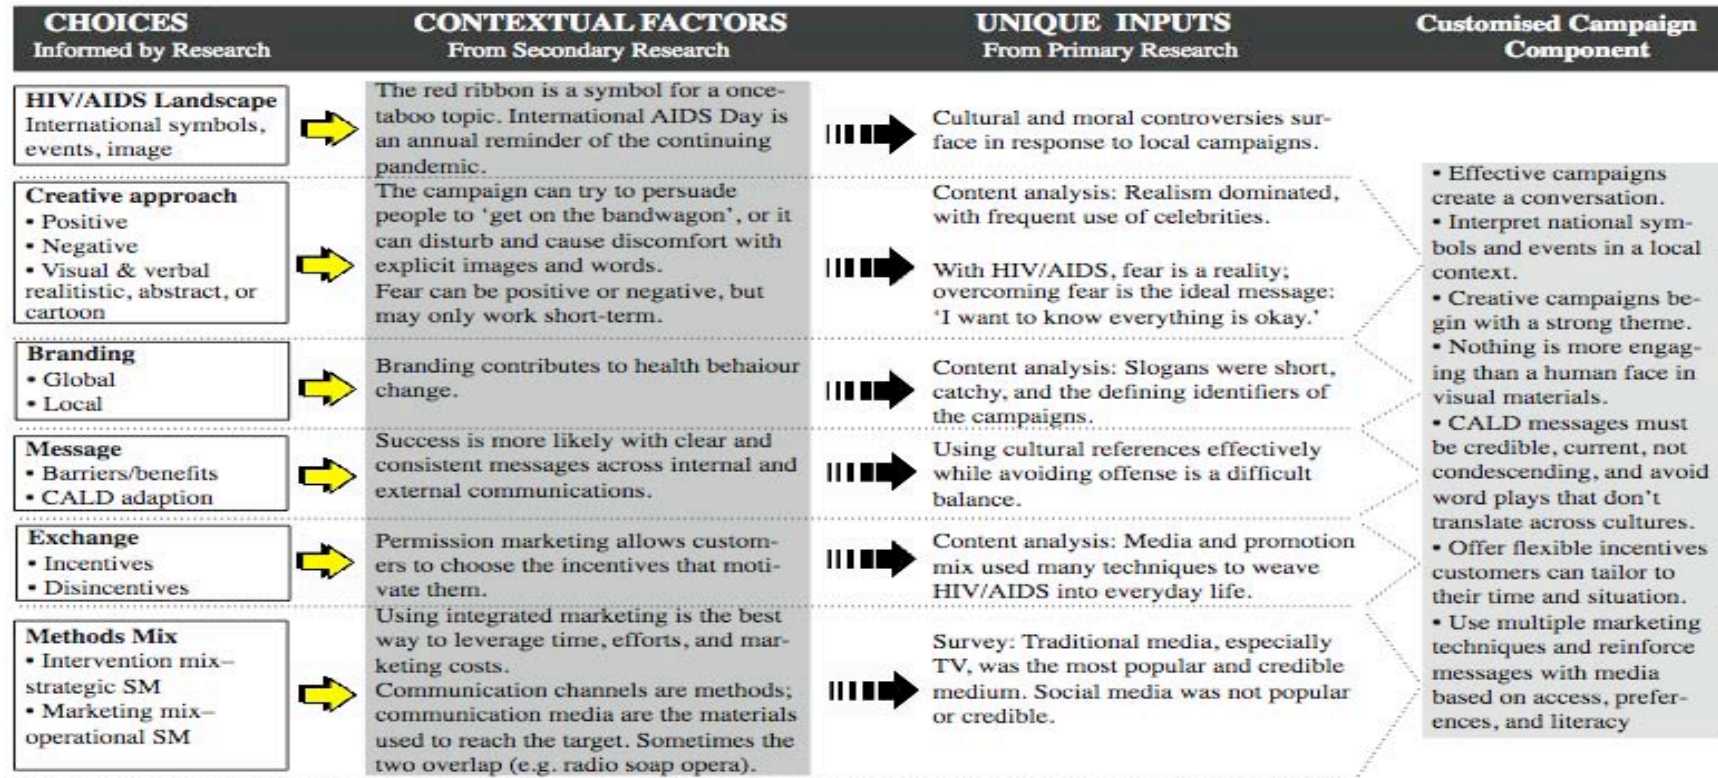 CHOICES
Informed by Research
CONTEXTUAL FACTORS
From Secondary Research
UNIQUE INPUTS
From Primary Research
Customised Campaign
Component
HIV/AIDS Landscape
International symbols,
events, image
The red ribbon is a symbol for a once-
taboo topic. International AIDS Day is
an annual reminder of the continuing
pandemic.
Cultural and moral controversies sur-
face in response to local campaigns.
Creative approach
• Positive
• Negative
• Visual & verbal
realitistic, abstract, or
cartoon
The campaign can try to persuade
people to ‘get on the bandwagon’, or it
can disturb and cause discomfort with
explicit images and words.
Fear can be positive or negative, but
may only work short-term.
Content analysis: Realism dominated,
with frequent use of celebrities.
With HIV/AIDS, fear is a reality;
overcoming fear is the ideal message:
‘I want to know everything is okay.’
Branding
• Global
• Local
Branding contributes to health behaiour
change.
Content analysis: Slogans were short,
catchy, and the defining identifiers of
the campaigns.
Message
• Barriers/benefits
• CALD adaption
Success is more likely with clear and
consistent messages across internal and
external communications.
Using cultural references effectively
while avoiding offense is a difficult
balance.
Exchange
• Incentives
• Disincentives
Permission marketing allows custom-
ers to choose the incentives that moti-
vate them.
Content analysis: Media and promotion
mix used many techniques to weave
HIV/AIDS into everyday life.
Methods Mix
• Intervention mix–
strategic SM
• Marketing mix–
operational SM
Using integrated marketing is the best
way to leverage time, efforts, and mar-
keting costs.
Communication channels are methods;
communication media are the materials
used to reach the target. Sometimes the
two overlap (e.g. radio soap opera).
Survey: Traditional media, especially
TV, was the most popular and credible
medium. Social media was not popular
or credible.
• Effective campaigns
create a conversation.
• Interpret national sym-
bols and events in a local
context.
• Creative campaigns be-
gin with a strong theme.
• Nothing is more engag-
ing than a human face in
visual materials.
• CALD messages must
be credible, current, not
condescending, and avoid
word plays that don’t
translate across cultures.
• Offer flexible incentives
customers can tailor to
their time and situation.
• Use multiple marketing
techniques and reinforce
messages with media
based on access, prefer-
ences, and literacy